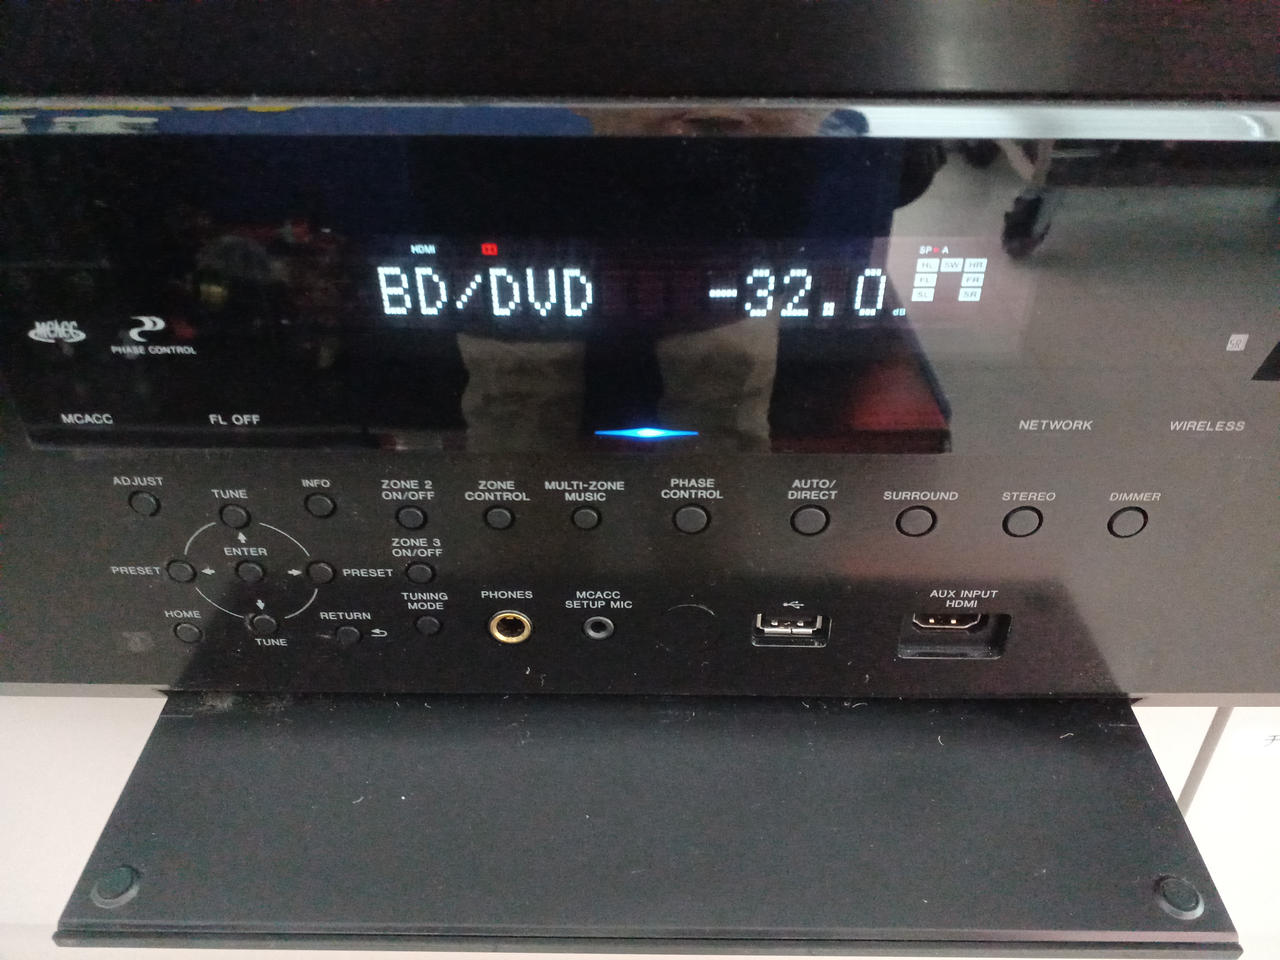 HDMI
SP►A
BD/DVD -32.0 dB
HL SW HR
FL FR
SL SR
MCACC
PHASE CONTROL
MCACC
FL OFF
NETWORK
WIRELESS
ADJUST
TUNE
INFO
ZONE 2
ON/OFF
ZONE
CONTROL
MULTI-ZONE
MUSIC
PHASE
CONTROL
AUTO/
DIRECT
SURROUND
STEREO
DIMMER
ENTER
ZONE 3
ON/OFF
PRESET
PRESET
HOME
TUNE
RETURN
TUNING
MODE
PHONES
MCACC
SETUP MIC
AUX INPUT
HDMI